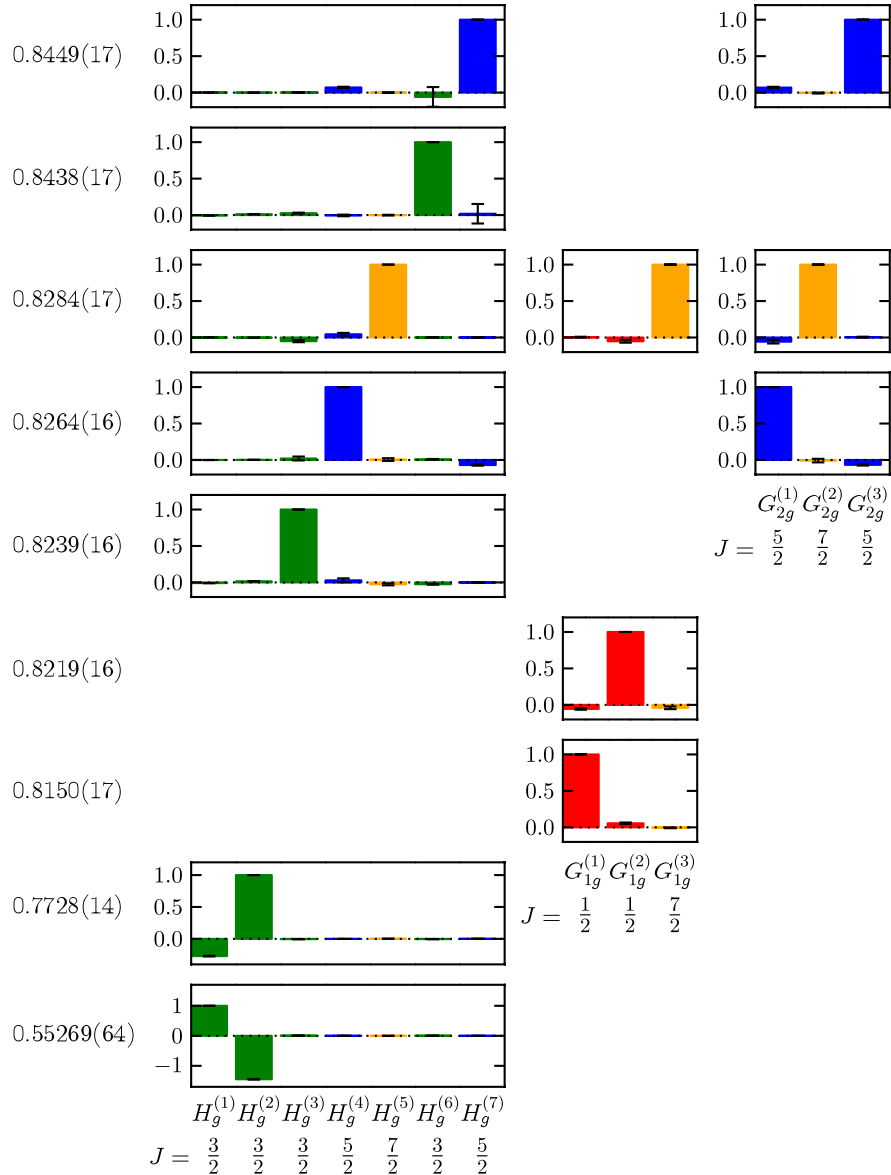 0.8449(17) 1.0 0.5 0.0 1.0 0.5 0.0
0.8438(17) 1.0 0.5 0.0
0.8284(17) 1.0 0.5 0.0 1.0 0.5 0.0 1.0 0.5 0.0
0.8264(16) 1.0 0.5 0.0 1.0 0.5 0.0
G_{2g}^{(1)} G_{2g}^{(2)} G_{2g}^{(3)}
J = 5/2 7/2 5/2
0.8239(16) 1.0 0.5 0.0
0.8219(16) 1.0 0.5 0.0
0.8150(17) 1.0 0.5 0.0
G_{1g}^{(1)} G_{1g}^{(2)} G_{1g}^{(3)}
J = 1/2 1/2 7/2
0.7728(14) 1.0 0.5 0.0
0.55269(64) 1 0 −1
H_g^{(1)} H_g^{(2)} H_g^{(3)} H_g^{(4)} H_g^{(5)} H_g^{(6)} H_g^{(7)}
J = 3/2 3/2 3/2 5/2 7/2 3/2 5/2